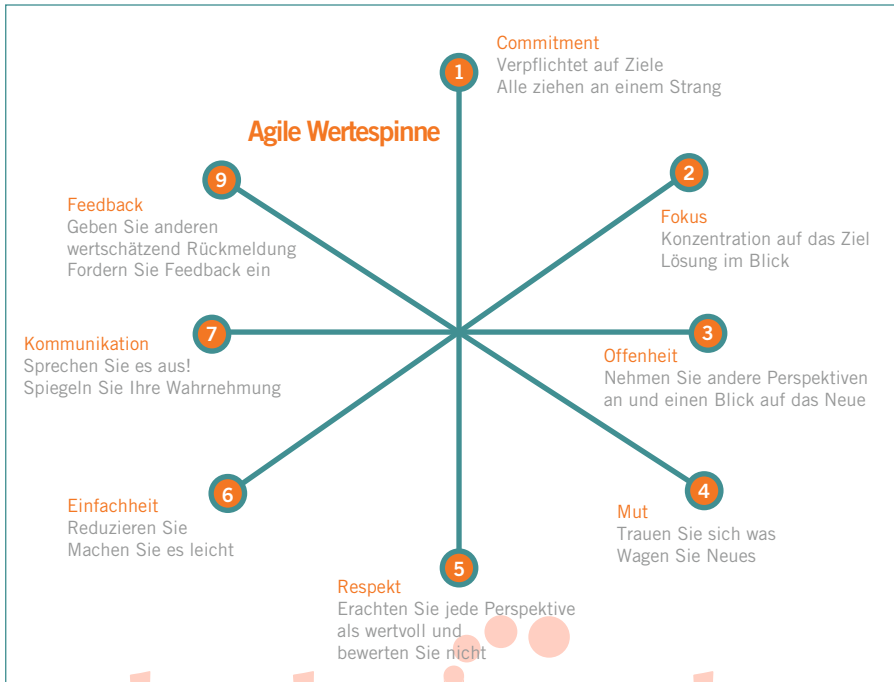 Agile Wertespinne
1
Commitment
Verpflichtet auf Ziele
Alle ziehen an einem Strang
2
Fokus
Konzentration auf das Ziel
Lösung im Blick
3
Offenheit
Nehmen Sie andere Perspektiven
an und einen Blick auf das Neue
4
Mut
Trauen Sie sich was
Wagen Sie Neues
5
Respekt
Erachten Sie jede Perspektive
als wertvoll und
bewerten Sie nicht
6
Einfachheit
Reduzieren Sie
Machen Sie es leicht
7
Kommunikation
Sprechen Sie es aus!
Spiegeln Sie Ihre Wahrnehmung
9
Feedback
Geben Sie anderen
wertschätzend Rückmeldung
Fordern Sie Feedback ein